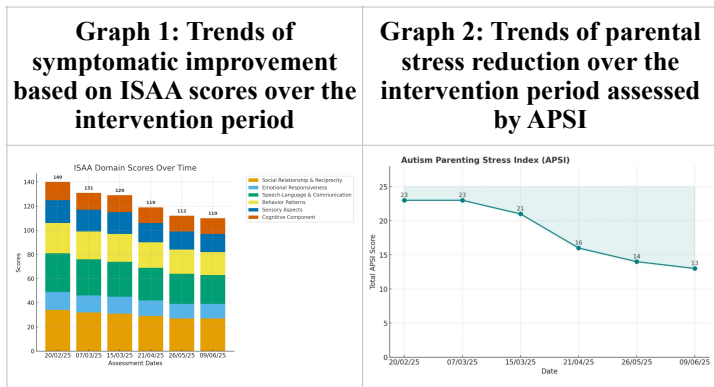 Graph 1: Trends of
symptomatic improvement
based on ISAA scores over the
intervention period
Graph 2: Trends of parental
stress reduction over the
intervention period assessed
by APSI
ISAA Domain Scores Over Time
140
131
129
119
112
110
Social Relationship & Reciprocity
Emotional Responsiveness
Speech-Language & Communication
Behavior Patterns
Sensory Aspects
Cognitive Component
Scores
140
120
100
80
60
40
20
0
20/02/25 07/03/25 15/03/25 21/04/25 26/05/25 09/06/25
Assessment Dates
Autism Parenting Stress Index (APSI)
Total APSI Score
25
20
15
10
5
0
23
23
21
16
14
13
20/02/25 07/03/25 15/03/25 21/04/25 26/05/25 09/06/25
Date